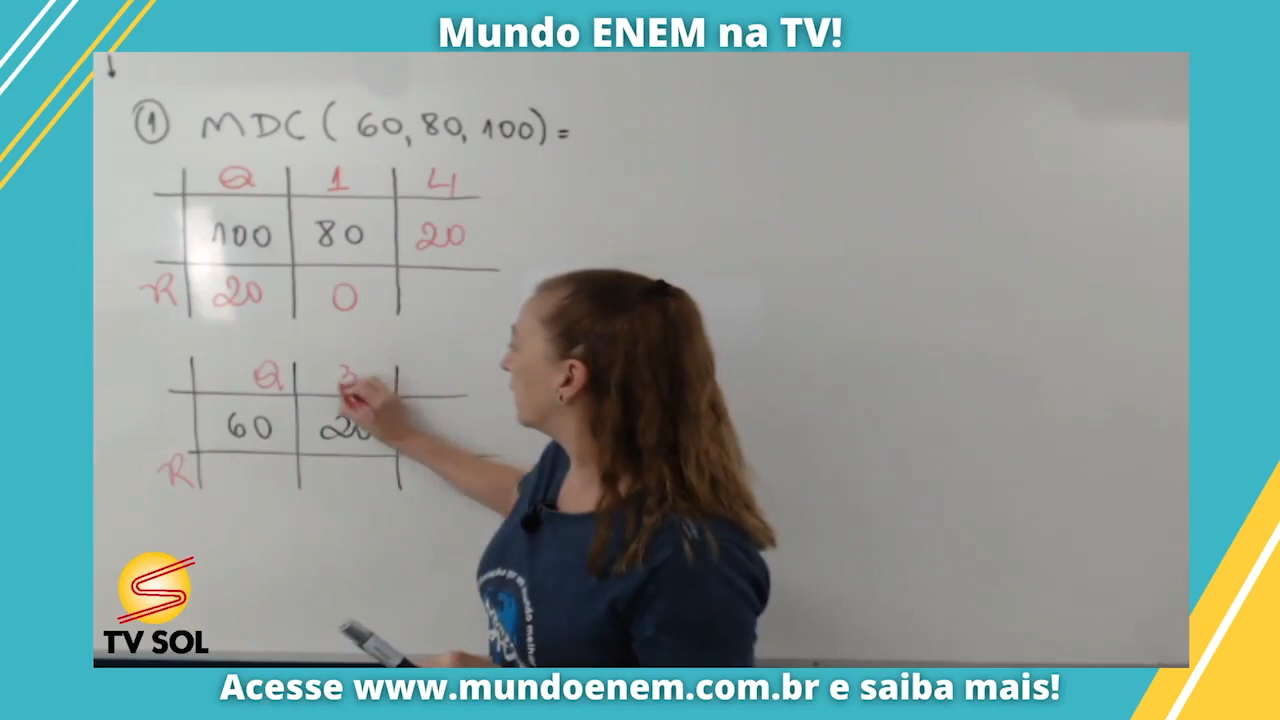 Mundo ENEM na TV!
1 MDC ( 60, 80, 100) =
Q 1 4
100 80 20
R 20 0
Q 3
60 20
R
TV SOL
Acesse www.mundoenem.com.br e saiba mais!